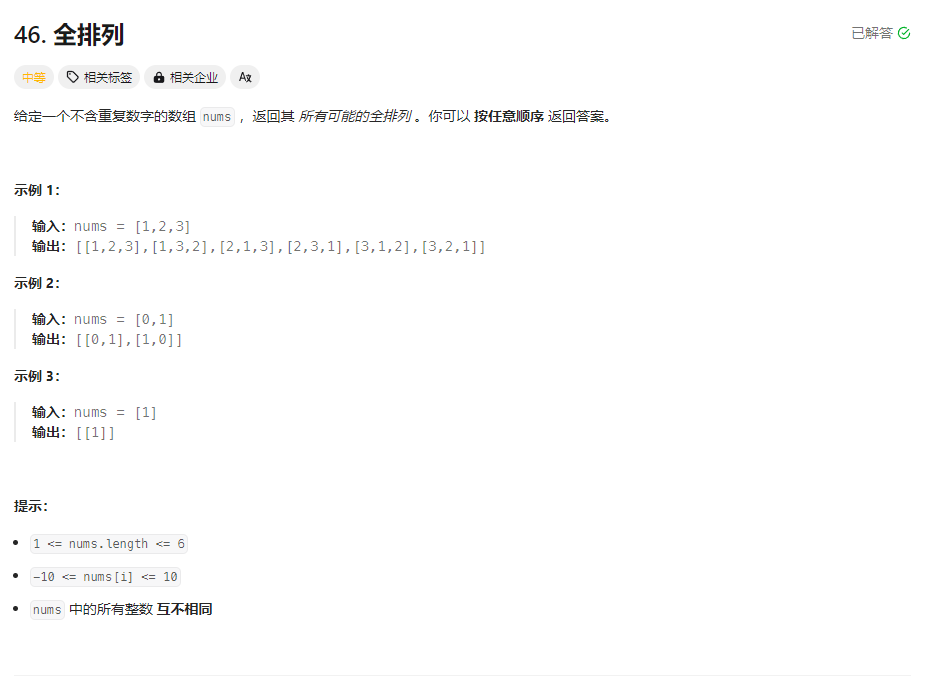 46. 全排列
已解答
中等 相关标签 相关企业 Ax
给定一个不含重复数字的数组 nums ，返回其 所有可能的全排列 。你可以 按任意顺序 返回答案。
示例 1：
输入：nums = [1,2,3]
输出：[[1,2,3],[1,3,2],[2,1,3],[2,3,1],[3,1,2],[3,2,1]]
示例 2：
输入：nums = [0,1]
输出：[[0,1],[1,0]]
示例 3：
输入：nums = [1]
输出：[[1]]
提示：
1 <= nums.length <= 6
-10 <= nums[i] <= 10
nums 中的所有整数 互不相同